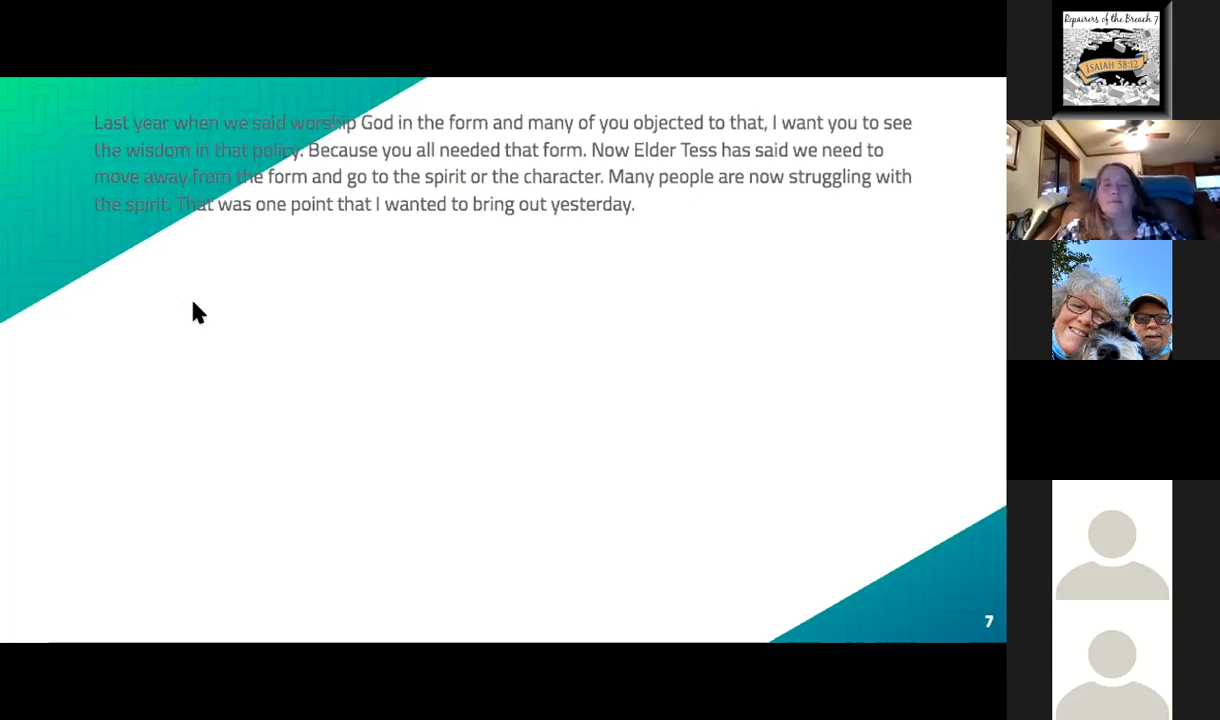 Last year when we said worship God in the form and many of you objected to that, I want you to see
the wisdom in that policy. Because you all needed that form. Now Elder Tess has said we need to
move away from the form and go to the spirit or the character. Many people are now struggling with
the spirit. That was one point that I wanted to bring out yesterday.
7
Repairers of the Breach 7
ISAIAH 58:12